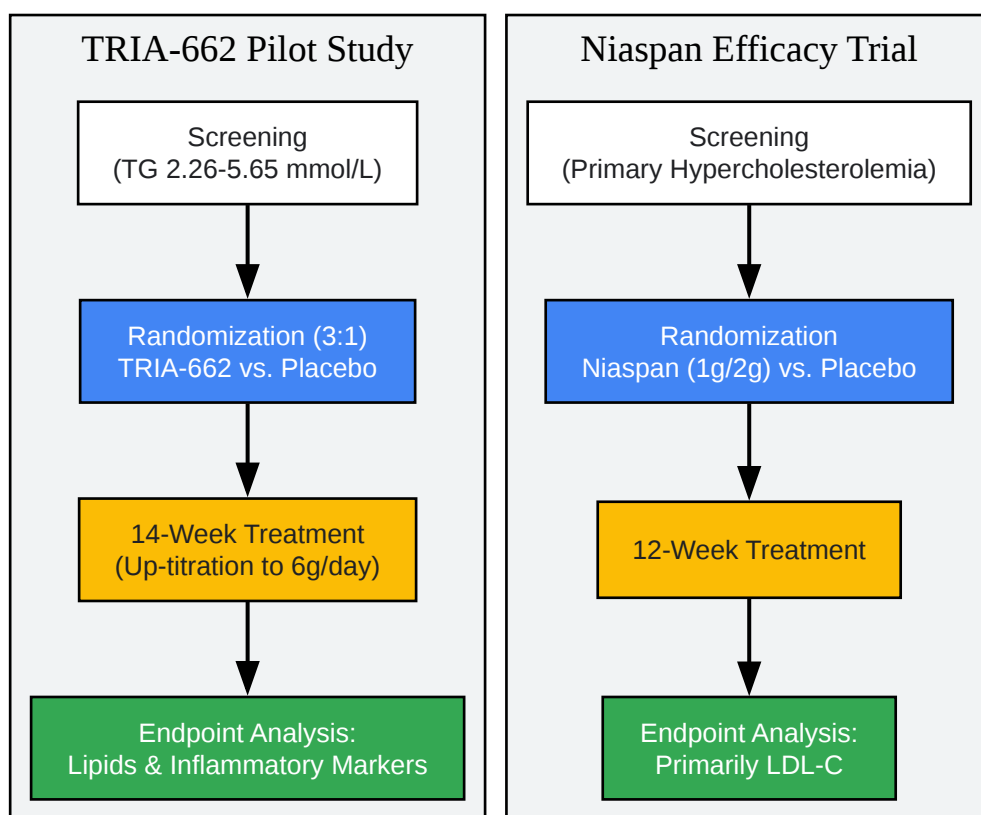 TRIA-662 Pilot Study
Screening
(TG 2.26-5.65 mmol/L)
Randomization (3:1)
TRIA-662 vs. Placebo
14-Week Treatment
(Up-titration to 6g/day)
Endpoint Analysis:
Lipids & Inflammatory Markers
Niaspan Efficacy Trial
Screening
(Primary Hypercholesterolemia)
Randomization
Niaspan (1g/2g) vs. Placebo
12-Week Treatment
Endpoint Analysis:
Primarily LDL-C